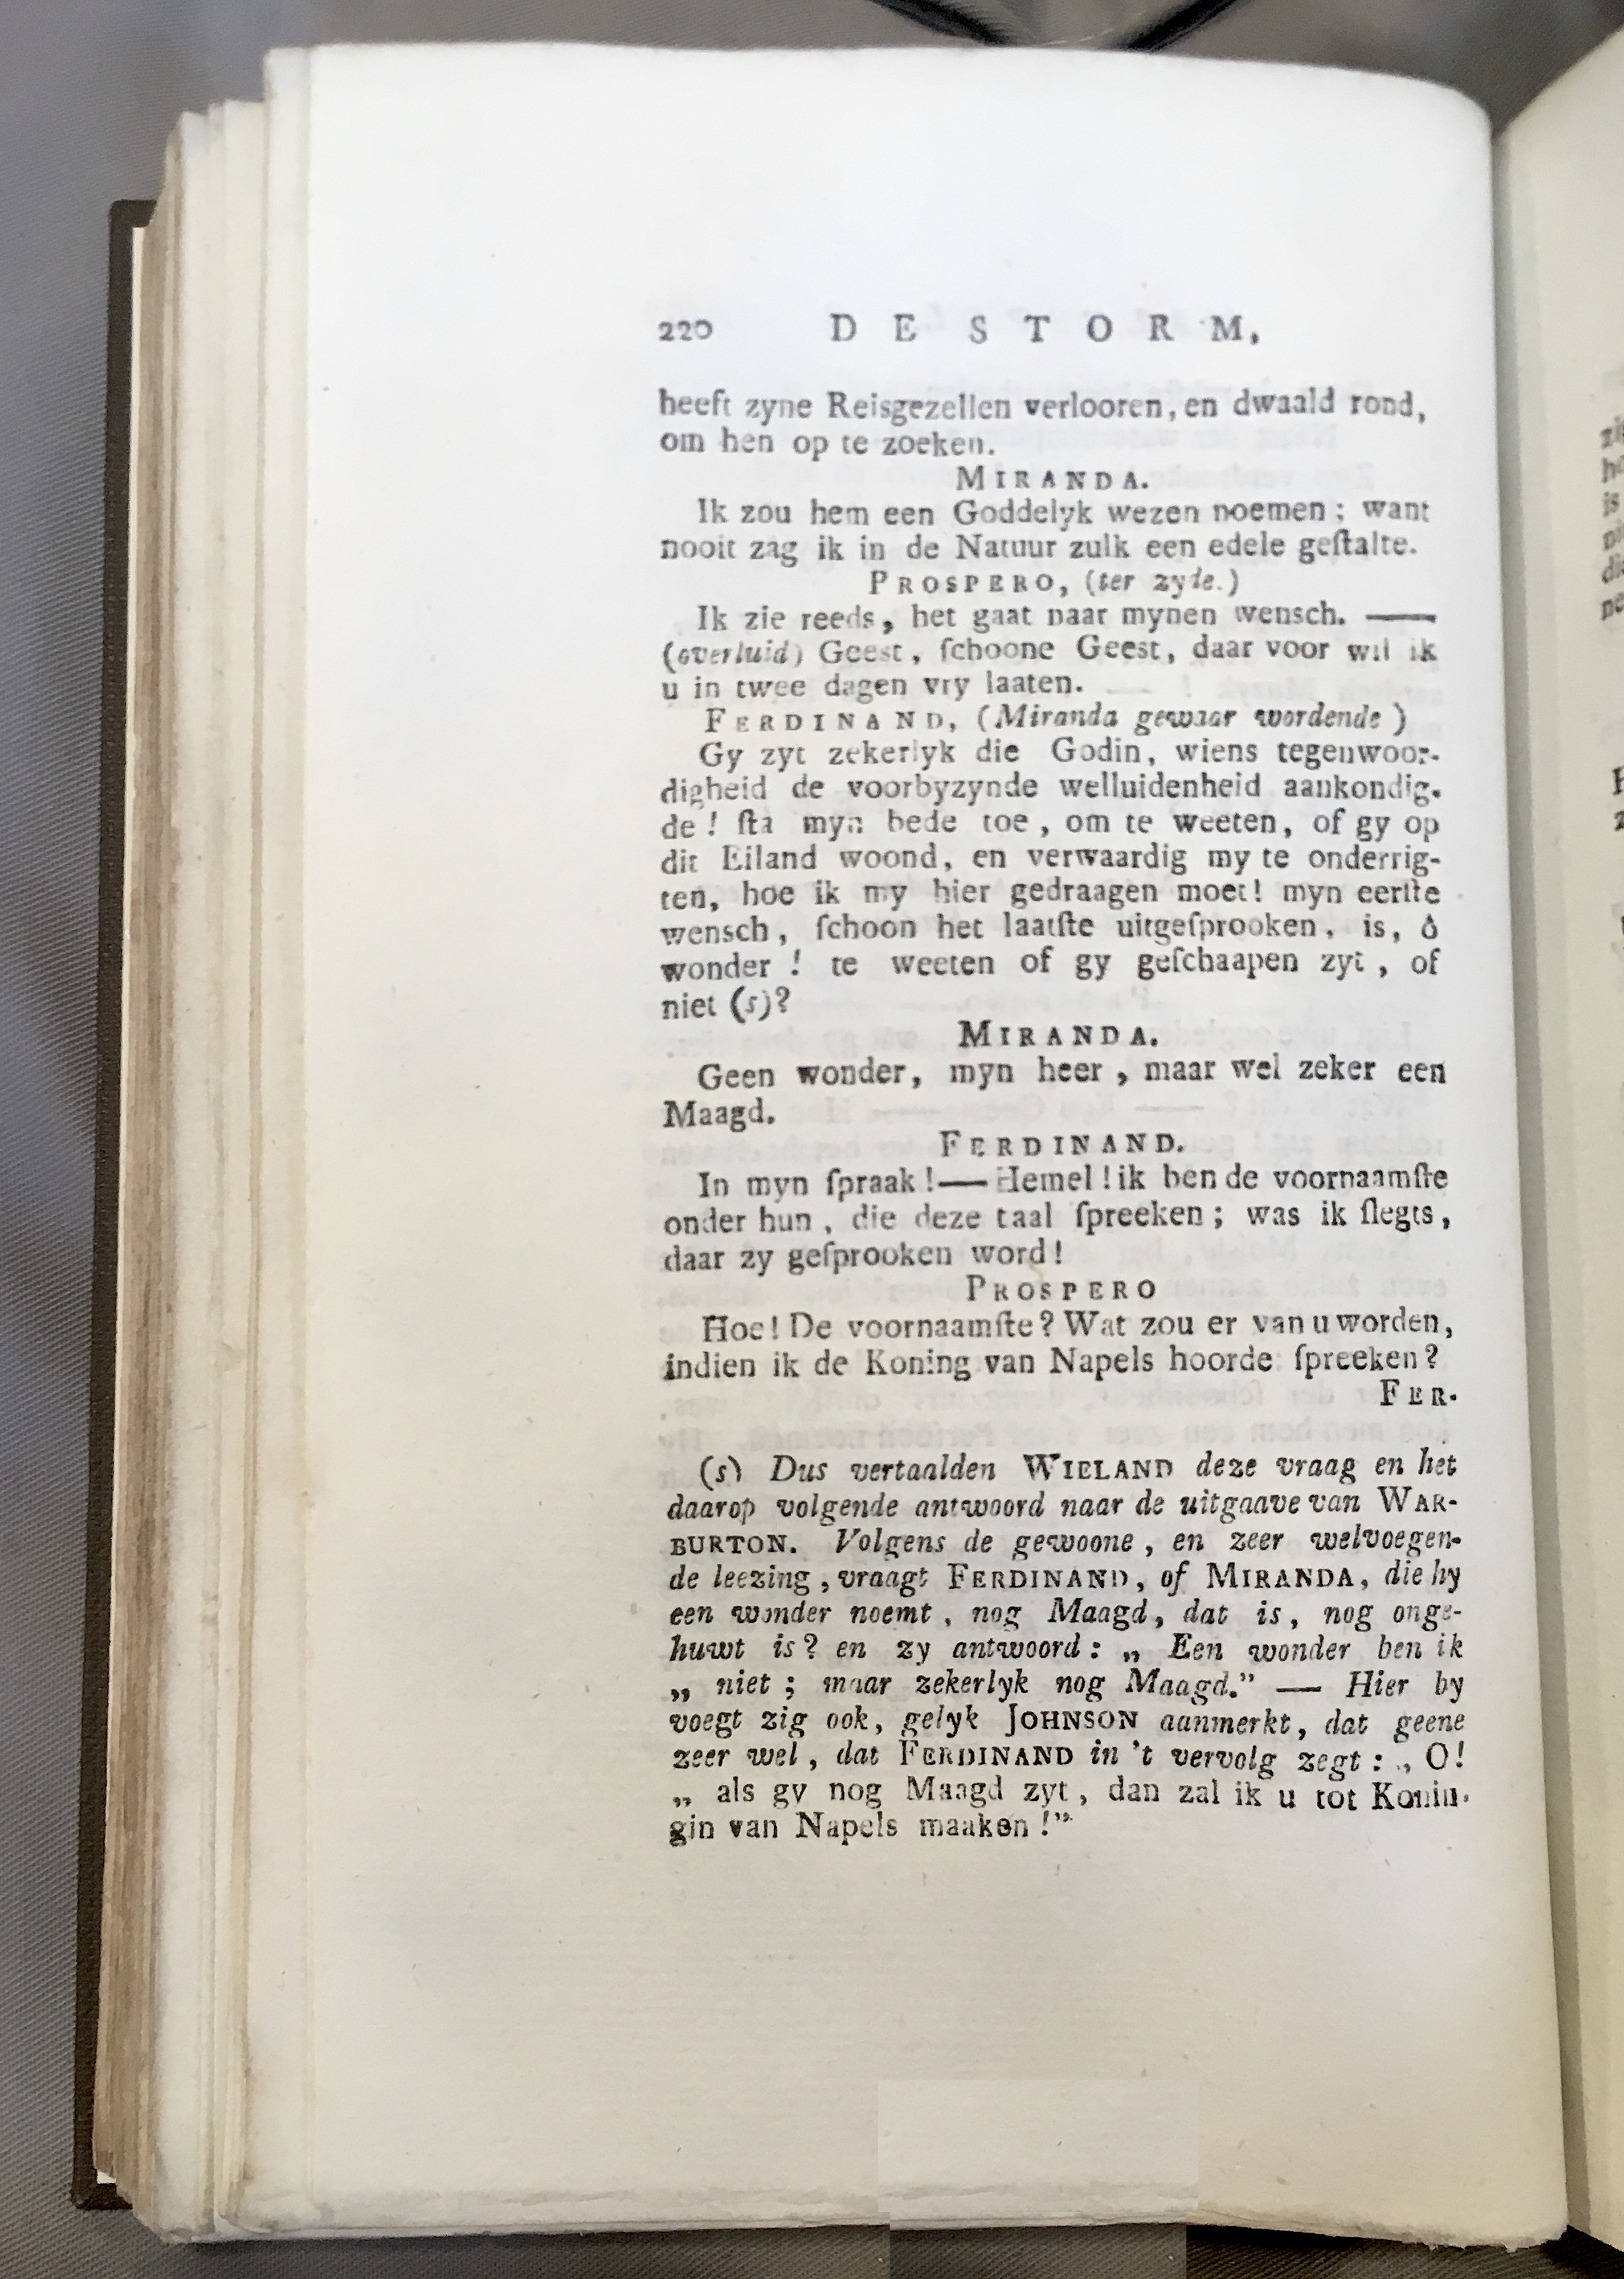 220 DE STORM,
heeft zyne Reisgezellen verlooren, en dwaald rond,
om hen op te zoeken.
MIRANDA.
Ik zou hem een Goddelyk wezen noemen; want
nooit zag ik in de Natuur zulk een edele geſtalte.
PROSPERO, (ter zyde.)
Ik zie reeds, het gaat naar mynen wensch. ——
(overluid) Geest, ſchoone Geest, daar voor wil ik
u in twee dagen vry laaten.
FERDINAND, (Miranda gewaar wordende)
Gy zyt zekerlyk die Godin, wiens tegenwoor-
digheid de voorbyzynde welluidenheid aankondig-
de! ſta myn bede toe, om te weeten, of gy op
dit Eiland woond, en verwaardig my te onderrig-
ten, hoe ik my hier gedraagen moet! myn eerſte
wensch, ſchoon het laatſte uitgeſprooken, is, ô
wonder! te weeten of gy geſchaapen zyt, of
niet (s)?
MIRANDA.
Geen wonder, myn heer, maar wel zeker een
Maagd.
FERDINAND.
In myn ſpraak!— Hemel! ik ben de voornaamſte
onder hun, die deze taal ſpreeken; was ik ſlegts,
daar zy geſprooken word!
PROSPERO
Hoe! De voornaamſte? Wat zou er van u worden,
indien ik de Koning van Napels hoorde ſpreeken?
FER-
(s) Dus vertaalden WIELAND deze vraag en het
daarop volgende antwoord naar de uitgaave van WAR-
BURTON. Volgens de gewoone, en zeer welvoegen-
de leezing, vraagt FERDINAND, of MIRANDA, die hy
een wonder noemt, nog Maagd, dat is, nog onge-
huwt is? en zy antwoord: „ Een wonder ben ik
„ niet; maar zekerlyk nog Maagd.” — Hier by
voegt zig ook, gelyk JOHNSON aanmerkt, dat geene
zeer wel, dat FERDINAND in 't vervolg zegt: „ O!
„ als gy nog Maagd zyt, dan zal ik u tot Konin-
gin van Napels maaken!”